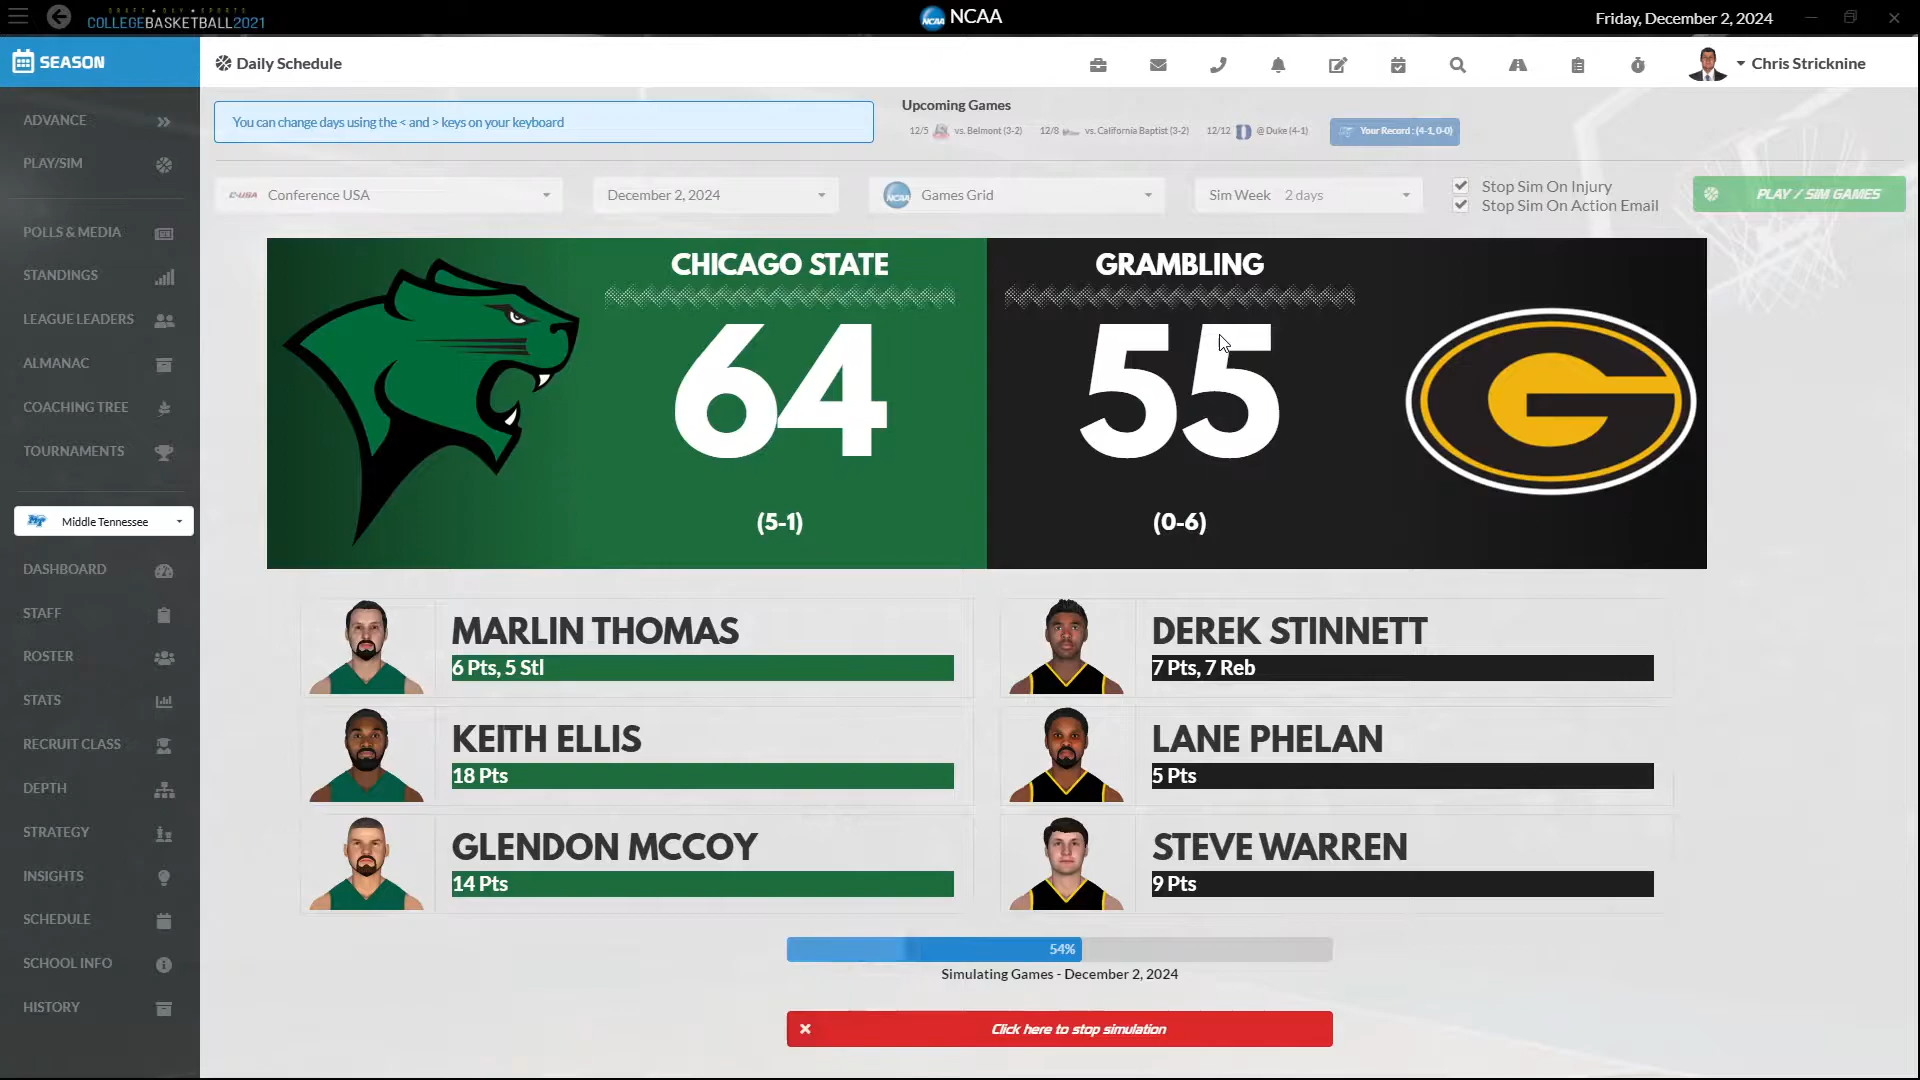 DRAFT • DAY • SPORTS
COLLEGEBASKETBALL2021
NCAA
Friday, December 2, 2024
SEASON
Daily Schedule
Chris Stricknine
ADVANCE
PLAY/SIM
POLLS & MEDIA
STANDINGS
LEAGUE LEADERS
ALMANAC
COACHING TREE
TOURNAMENTS
Middle Tennessee
DASHBOARD
STAFF
ROSTER
STATS
RECRUIT CLASS
DEPTH
STRATEGY
INSIGHTS
SCHEDULE
SCHOOL INFO
HISTORY
You can change days using the < and > keys on your keyboard
Upcoming Games
12/5 vs. Belmont (3-2) 12/8 vs. California Baptist (3-2) 12/12 @ Duke (4-1) Your Record : (4-1, 0-0)
C-USA Conference USA
December 2, 2024
NCAA Games Grid
Sim Week 2 days
Stop Sim On Injury
Stop Sim On Action Email
PLAY / SIM GAMES
CHICAGO STATE
64
(5-1)
GRAMBLING
55
(0-6)
G
MARLIN THOMAS
6 Pts, 5 Stl
KEITH ELLIS
18 Pts
GLENDON MCCOY
14 Pts
DEREK STINNETT
7 Pts, 7 Reb
LANE PHELAN
5 Pts
STEVE WARREN
9 Pts
54%
Simulating Games - December 2, 2024
Click here to stop simulation